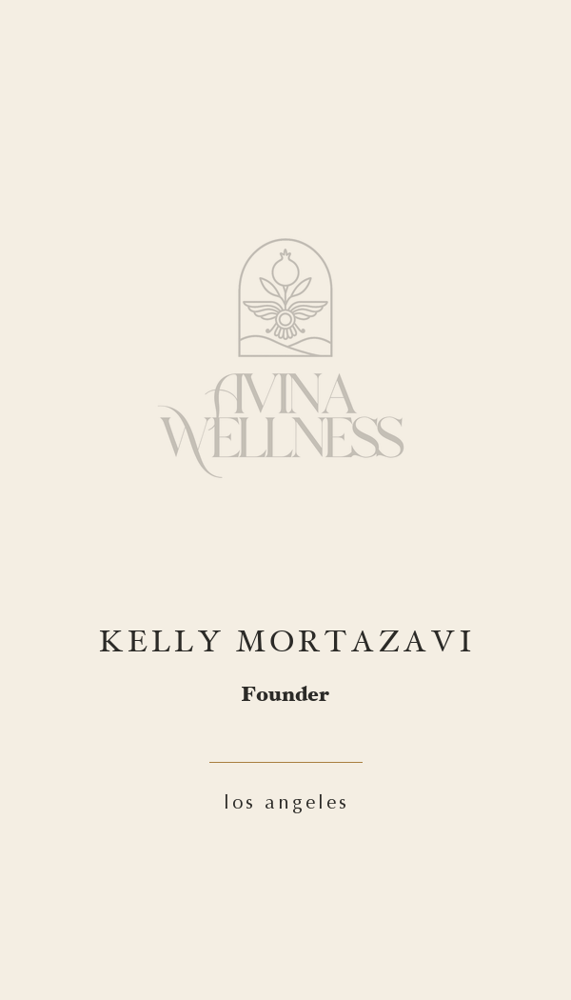 AVINA
WELLNESS
KELLY MORTAZAVI
Founder
los angeles